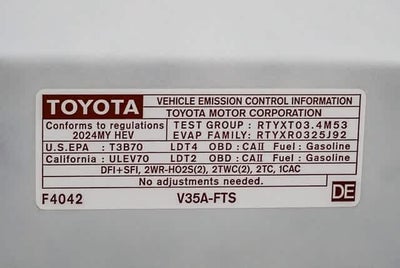 TOYOTA VEHICLE EMISSION CONTROL INFORMATION
TOYOTA MOTOR CORPORATION
Conforms to regulations TEST GROUP : RTYXT03.4M53
2024MY HEV EVAP FAMILY: RTYXR0325J92
U.S.EPA : T3B70 LDT4 OBD : CAII Fuel : Gasoline
California : ULEV70 LDT2 OBD : CAII Fuel : Gasoline
DFI+SFI, 2WR-HO2S(2), 2TWC(2), 2TC, 1CAC
No adjustments needed.
F4042 V35A-FTS DE